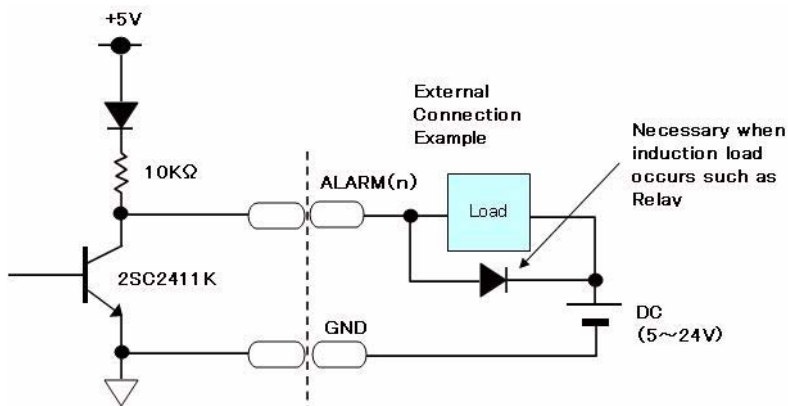 +5V
10KΩ
2SC2411K
ALARM(n)
GND
External
Connection
Example
Load
Necessary when
induction load
occurs such as
Relay
DC
(5～24V)